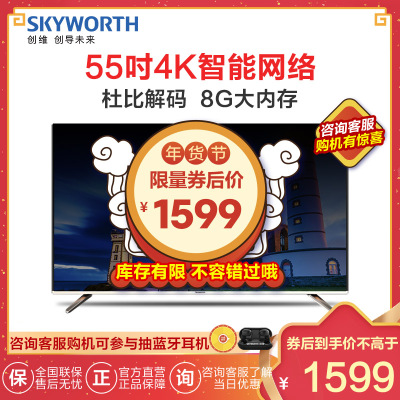 SKYWORTH
创维 创导未来
55吋4K智能网络
杜比解码 8G大内存
咨询客服
购机有惊喜
年货节
限量券后价
¥1599
库存有限 不容错过哦
咨询客服购机可参与抽蓝牙耳机
券后到手价不高于
¥ 1599
保 全国联保 售后无忧
正 官方直营 正品保障
询 咨询客服了解 当日优惠